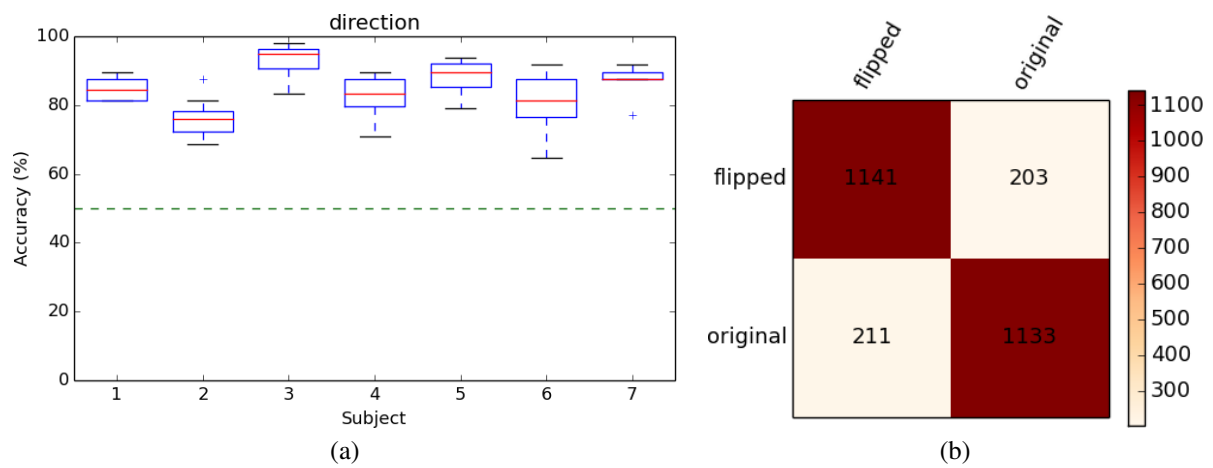 direction
Accuracy (%)
100
80
60
40
20
0
1 2 3 4 5 6 7
Subject
(a)
flipped original
flipped 1141 203
original 211 1133
1100
1000
900
800
700
600
500
400
300
(b)